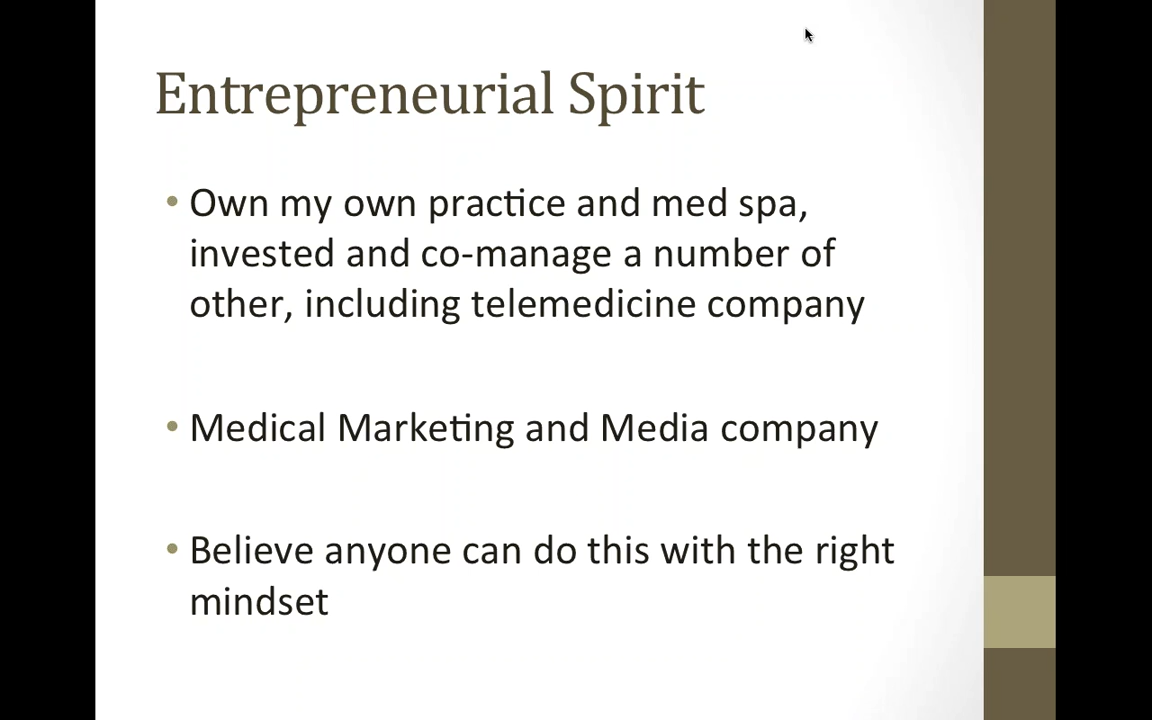 Entrepreneurial Spirit
• Own my own practice and med spa,
invested and co-manage a number of
other, including telemedicine company
• Medical Marketing and Media company
• Believe anyone can do this with the right
mindset